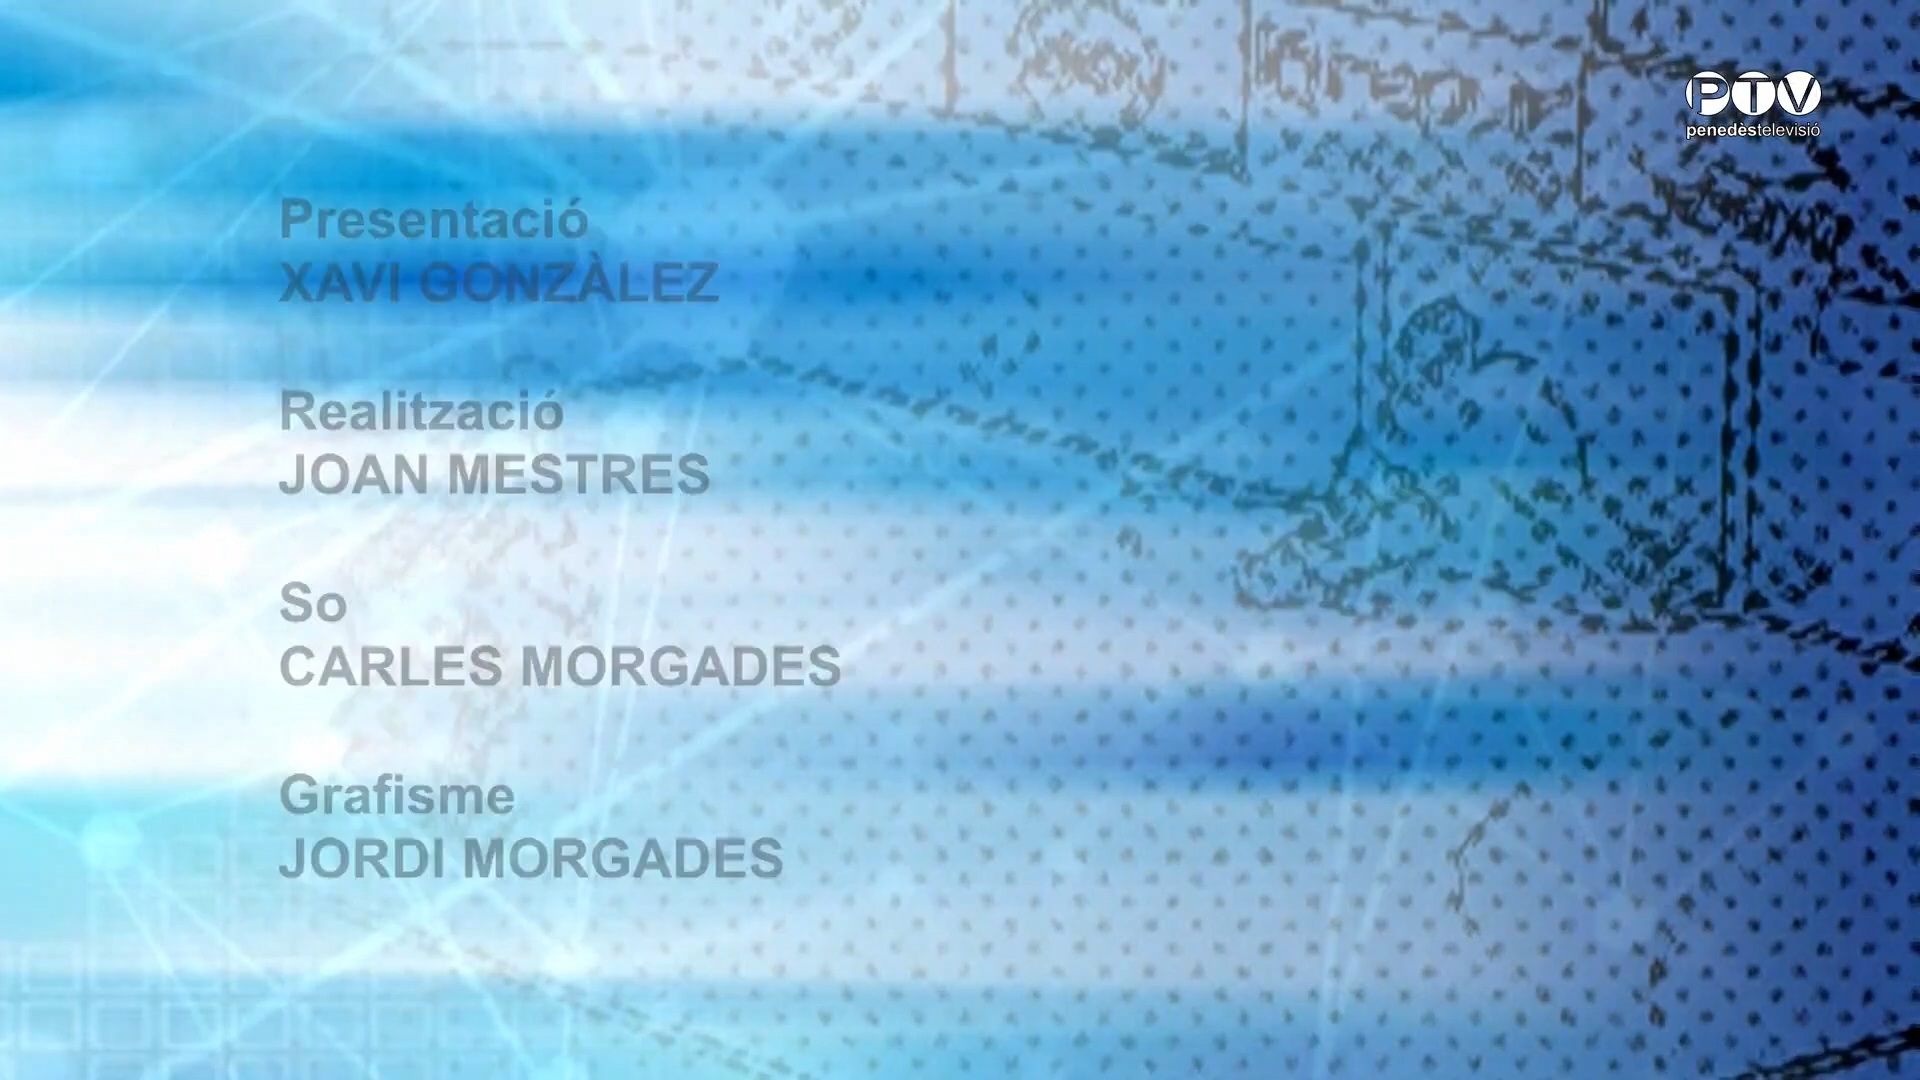 PTV
penedèstelevisió
Presentació
XAVI GONZÀLEZ
Realització
JOAN MESTRES
So
CARLES MORGADES
Grafisme
JORDI MORGADES